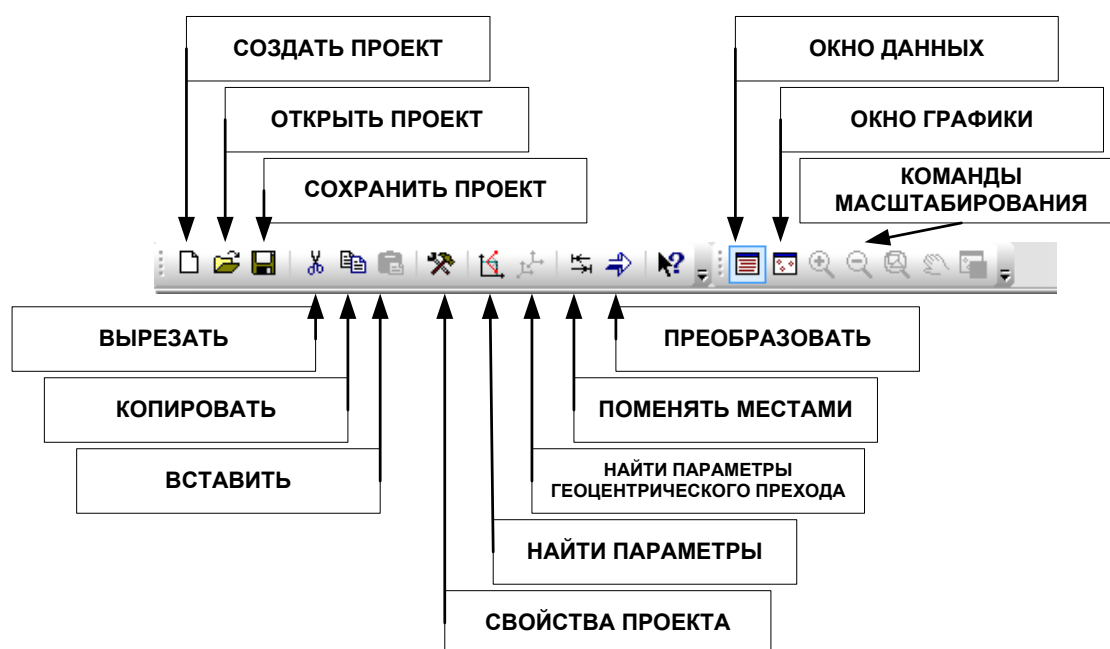 СОЗДАТЬ ПРОЕКТ
ОКНО ДАННЫХ
ОТКРЫТЬ ПРОЕКТ
ОКНО ГРАФИКИ
СОХРАНИТЬ ПРОЕКТ
КОМАНДЫ
МАСШТАБИРОВАНИЯ
ВЫРЕЗАТЬ
ПРЕОБРАЗОВАТЬ
КОПИРОВАТЬ
ПОМЕНЯТЬ МЕСТАМИ
ВСТАВИТЬ
НАЙТИ ПАРАМЕТРЫ
ГЕОЦЕНТРИЧЕСКОГО ПРЕХОДА
НАЙТИ ПАРАМЕТРЫ
СВОЙСТВА ПРОЕКТА